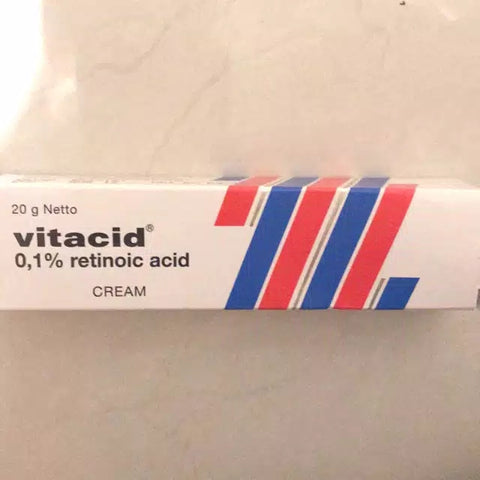 20 g Netto
vitacid®
0,1% retinoic acid
CREAM